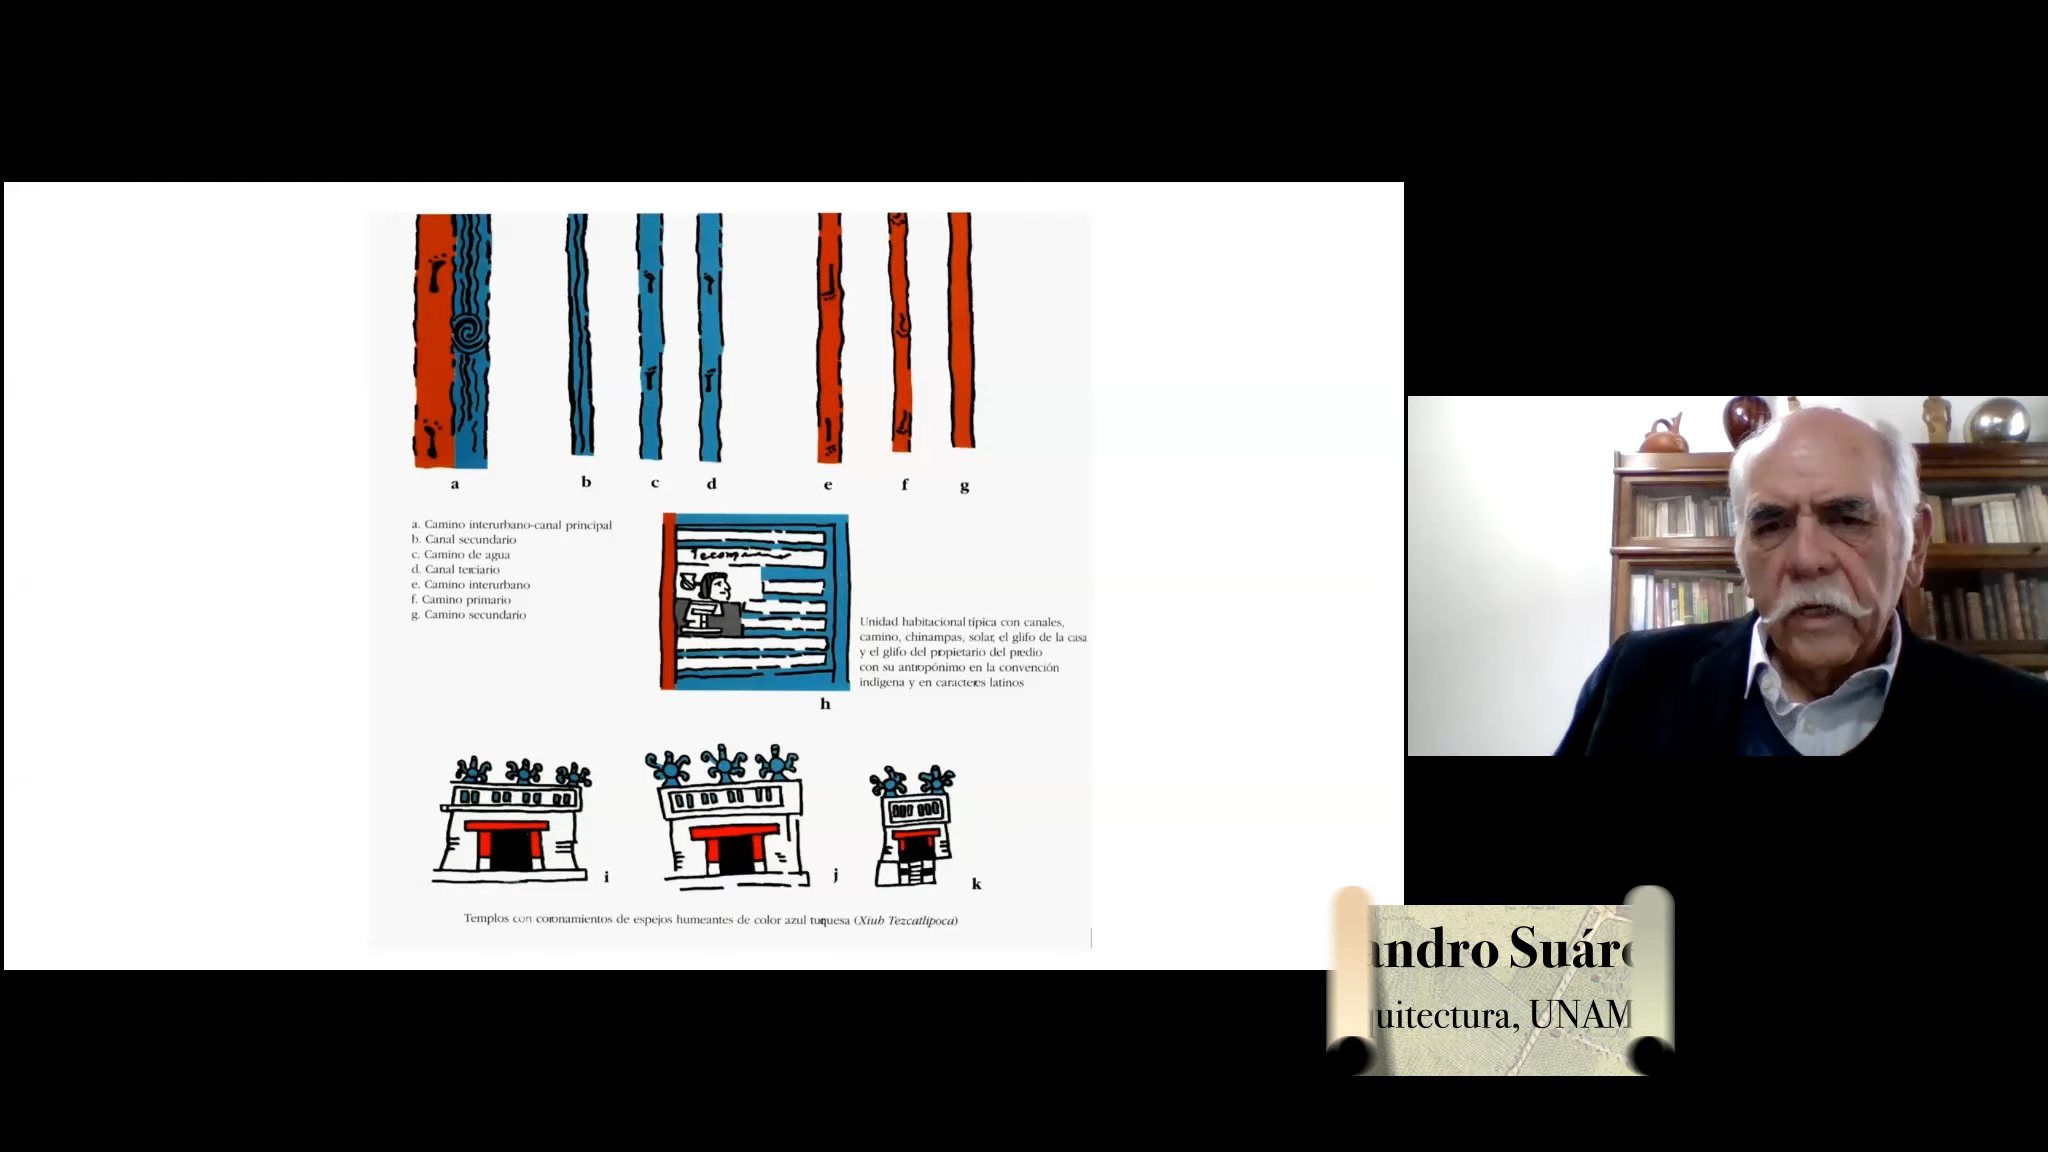 a
b
c
d
e
f
g
a. Camino interurbano-canal principal
b. Canal secundario
c. Camino de agua
d. Canal terciario
e. Camino interurbano
f. Camino primario
g. Camino secundario
Unidad habitacional típica con canales,
camino, chinampas, solar, el glifo de la casa
y el glifo del propietario del predio
con su antropónimo en la convención
indígena y en caracteres latinos
h
i
j
k
Templos con coronamientos de espejos humeantes de color azul turquesa (Xiuh Tezcatlipoca)
andro Suáre
uitectura, UNAM